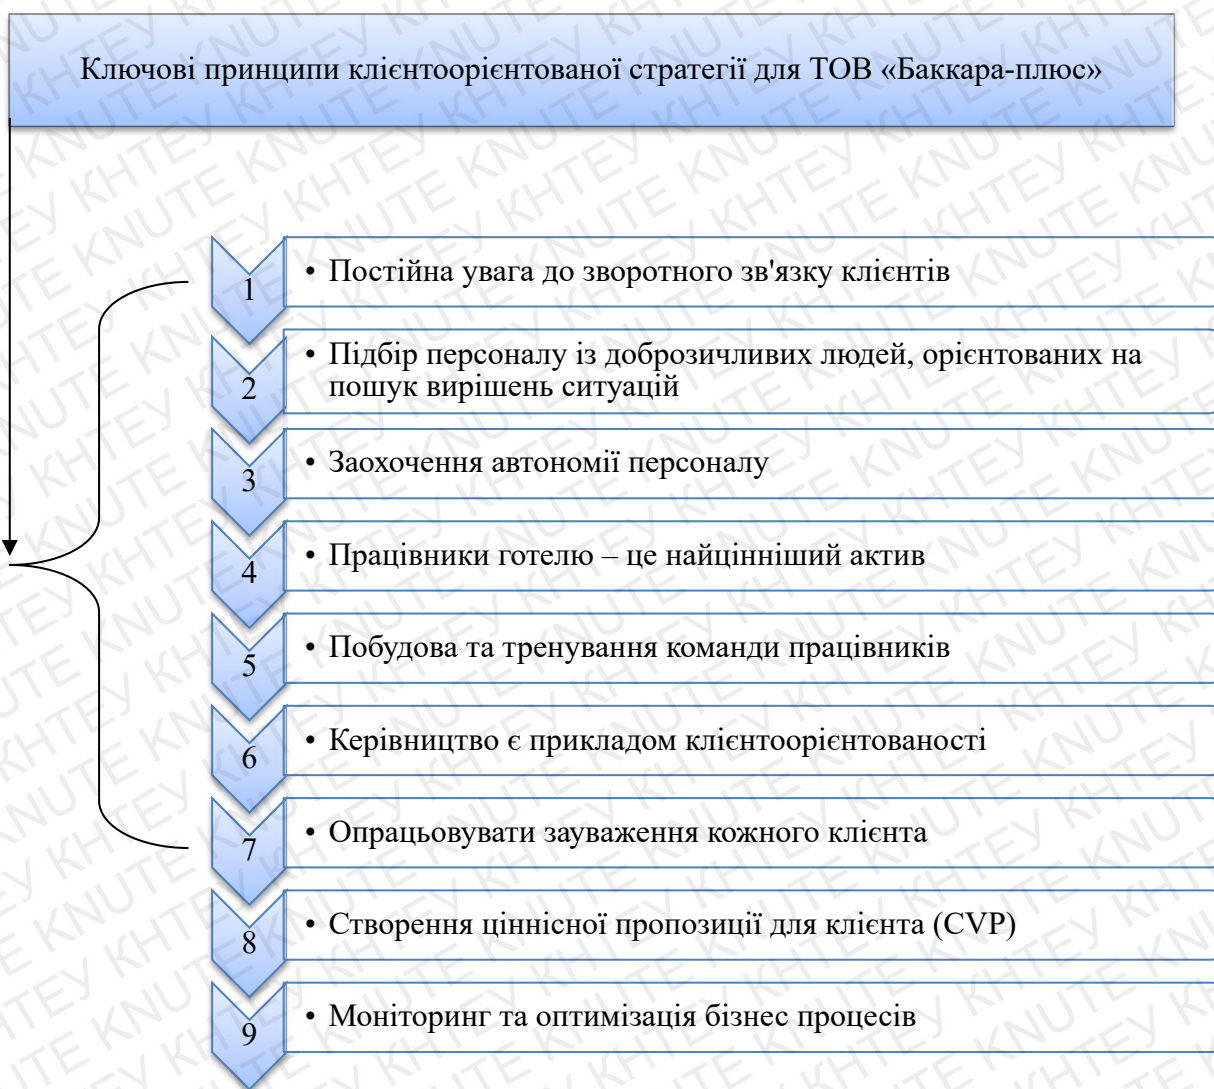 Ключові принципи клієнтоорієнтованої стратегії для ТОВ «Баккара-плюс»
1
• Постійна увага до зворотного зв'язку клієнтів
2
• Підбір персоналу із доброзичливих людей, орієнтованих на
пошук вирішень ситуацій
3
• Заохочення автономії персоналу
4
• Працівники готелю – це найцінніший актив
5
• Побудова та тренування команди працівників
6
• Керівництво є прикладом клієнтоорієнтованості
7
• Опрацьовувати зауваження кожного клієнта
8
• Створення ціннісної пропозиції для клієнта (CVP)
9
• Моніторинг та оптимізація бізнес процесів